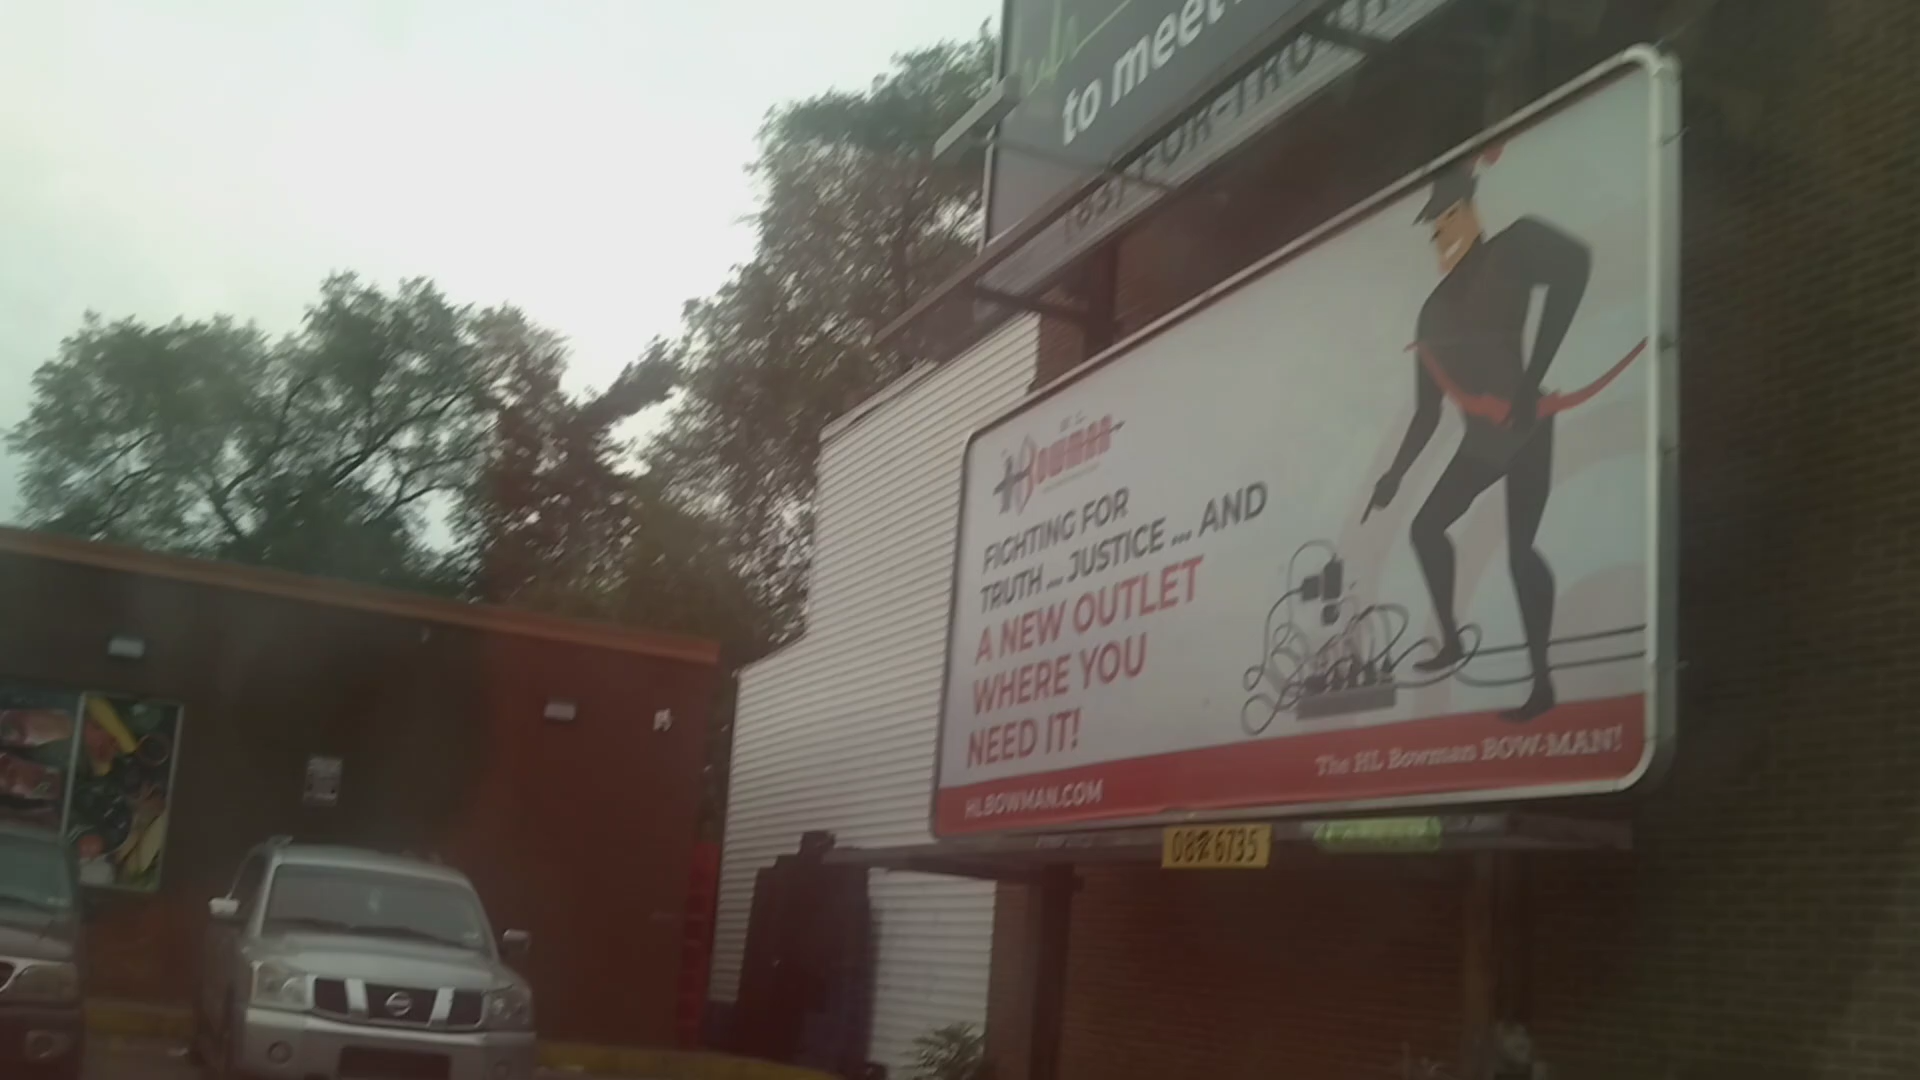 to meet
BOWMAN
FIGHTING FOR
TRUTH ... JUSTICE ... AND
A NEW OUTLET
WHERE YOU
NEED IT!
HLBOWMAN.COM
The HL Bowman BOW-MAN!